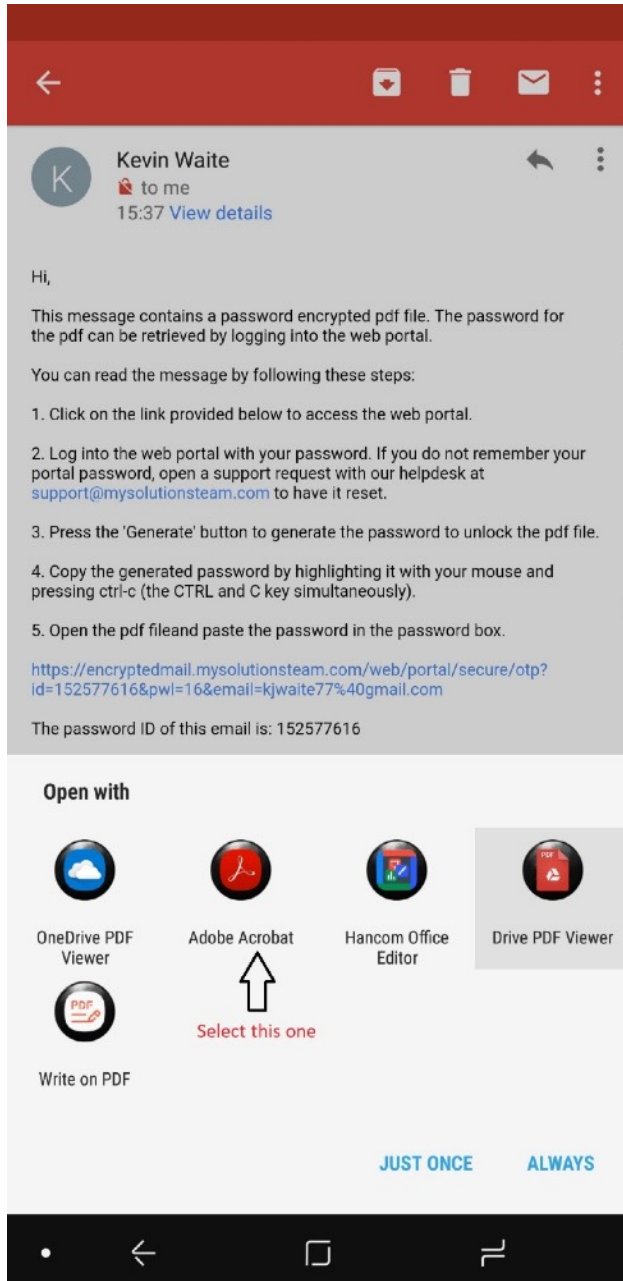 K
Kevin Waite
to me
15:37 View details
Hi,
This message contains a password encrypted pdf file. The password for
the pdf can be retrieved by logging into the web portal.
You can read the message by following these steps:
1. Click on the link provided below to access the web portal.
2. Log into the web portal with your password. If you do not remember your
portal password, open a support request with our helpdesk at
support@mysolutionsteam.com to have it reset.
3. Press the 'Generate' button to generate the password to unlock the pdf file.
4. Copy the generated password by highlighting it with your mouse and
pressing ctrl-c (the CTRL and C key simultaneously).
5. Open the pdf fileand paste the password in the password box.
https://encryptedmail.mysolutionsteam.com/web/portal/secure/otp?
id=152577616&pwl=16&email=kjwaite77%40gmail.com
The password ID of this email is: 152577616
Open with
PDF
OneDrive PDF
Viewer
Adobe Acrobat
Hancom Office
Editor
Drive PDF Viewer
Select this one
PDF
Write on PDF
JUST ONCE
ALWAYS